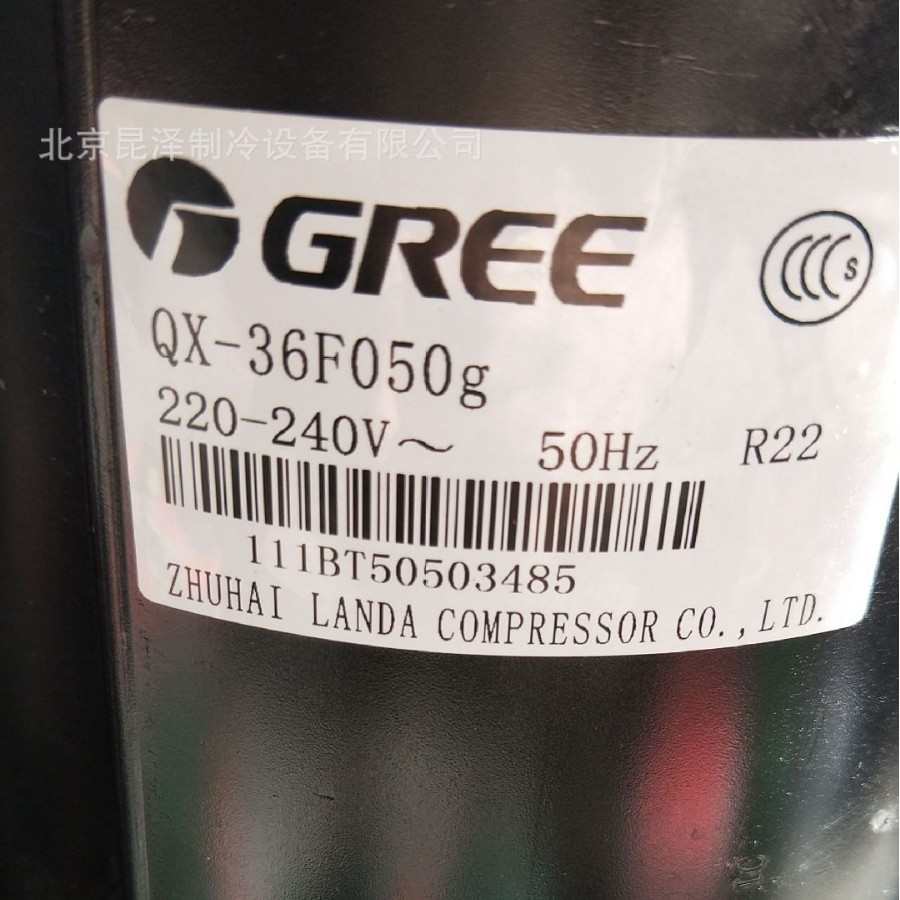 北京昆泽制冷设备有限公司
GREE
CCC S
QX-36F050g
220-240V～ 50Hz R22
111BT50503485
ZHUHAI LANDA COMPRESSOR CO.,LTD.